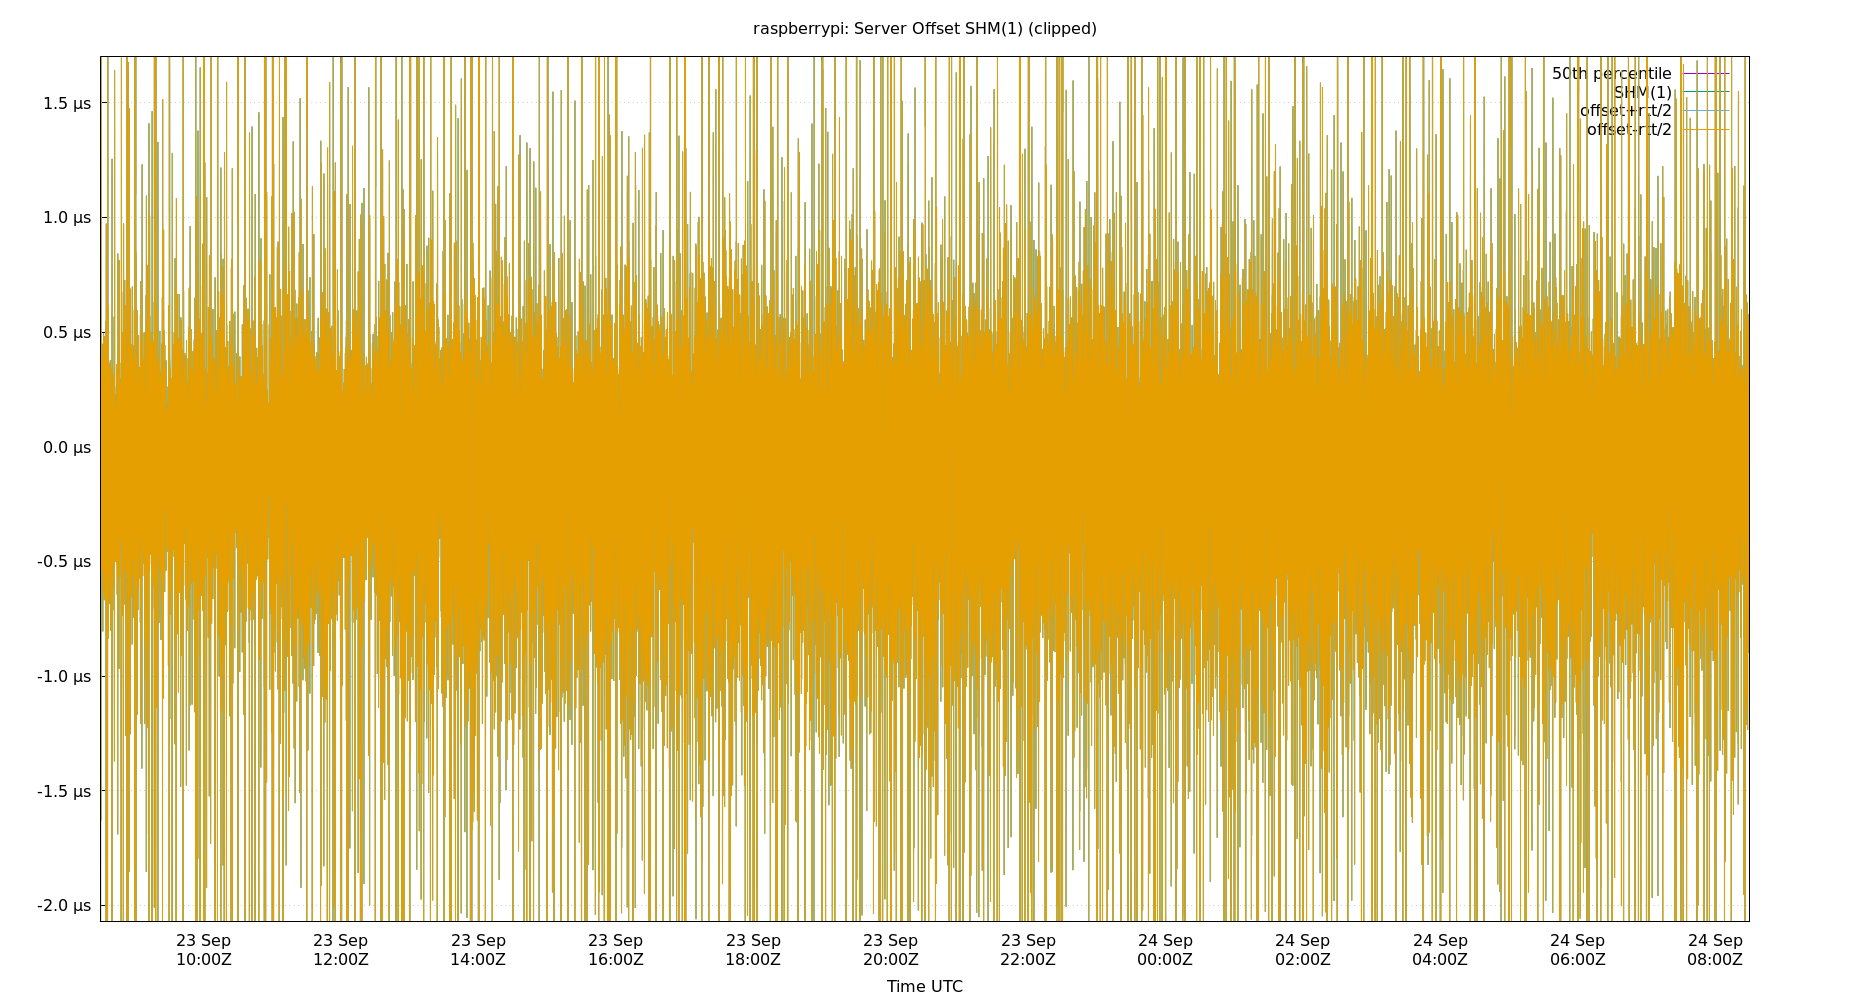 raspberrypi: Server Offset SHM(1) (clipped)
50th percentile
SHM(1)
offset+rtt/2
offset-rtt/2
1.5 µs
1.0 µs
0.5 µs
0.0 µs
-0.5 µs
-1.0 µs
-1.5 µs
-2.0 µs
23 Sep 23 Sep 23 Sep 23 Sep 23 Sep 23 Sep 23 Sep 24 Sep 24 Sep 24 Sep 24 Sep 24 Sep
10:00Z 12:00Z 14:00Z 16:00Z 18:00Z 20:00Z 22:00Z 00:00Z 02:00Z 04:00Z 06:00Z 08:00Z
Time UTC